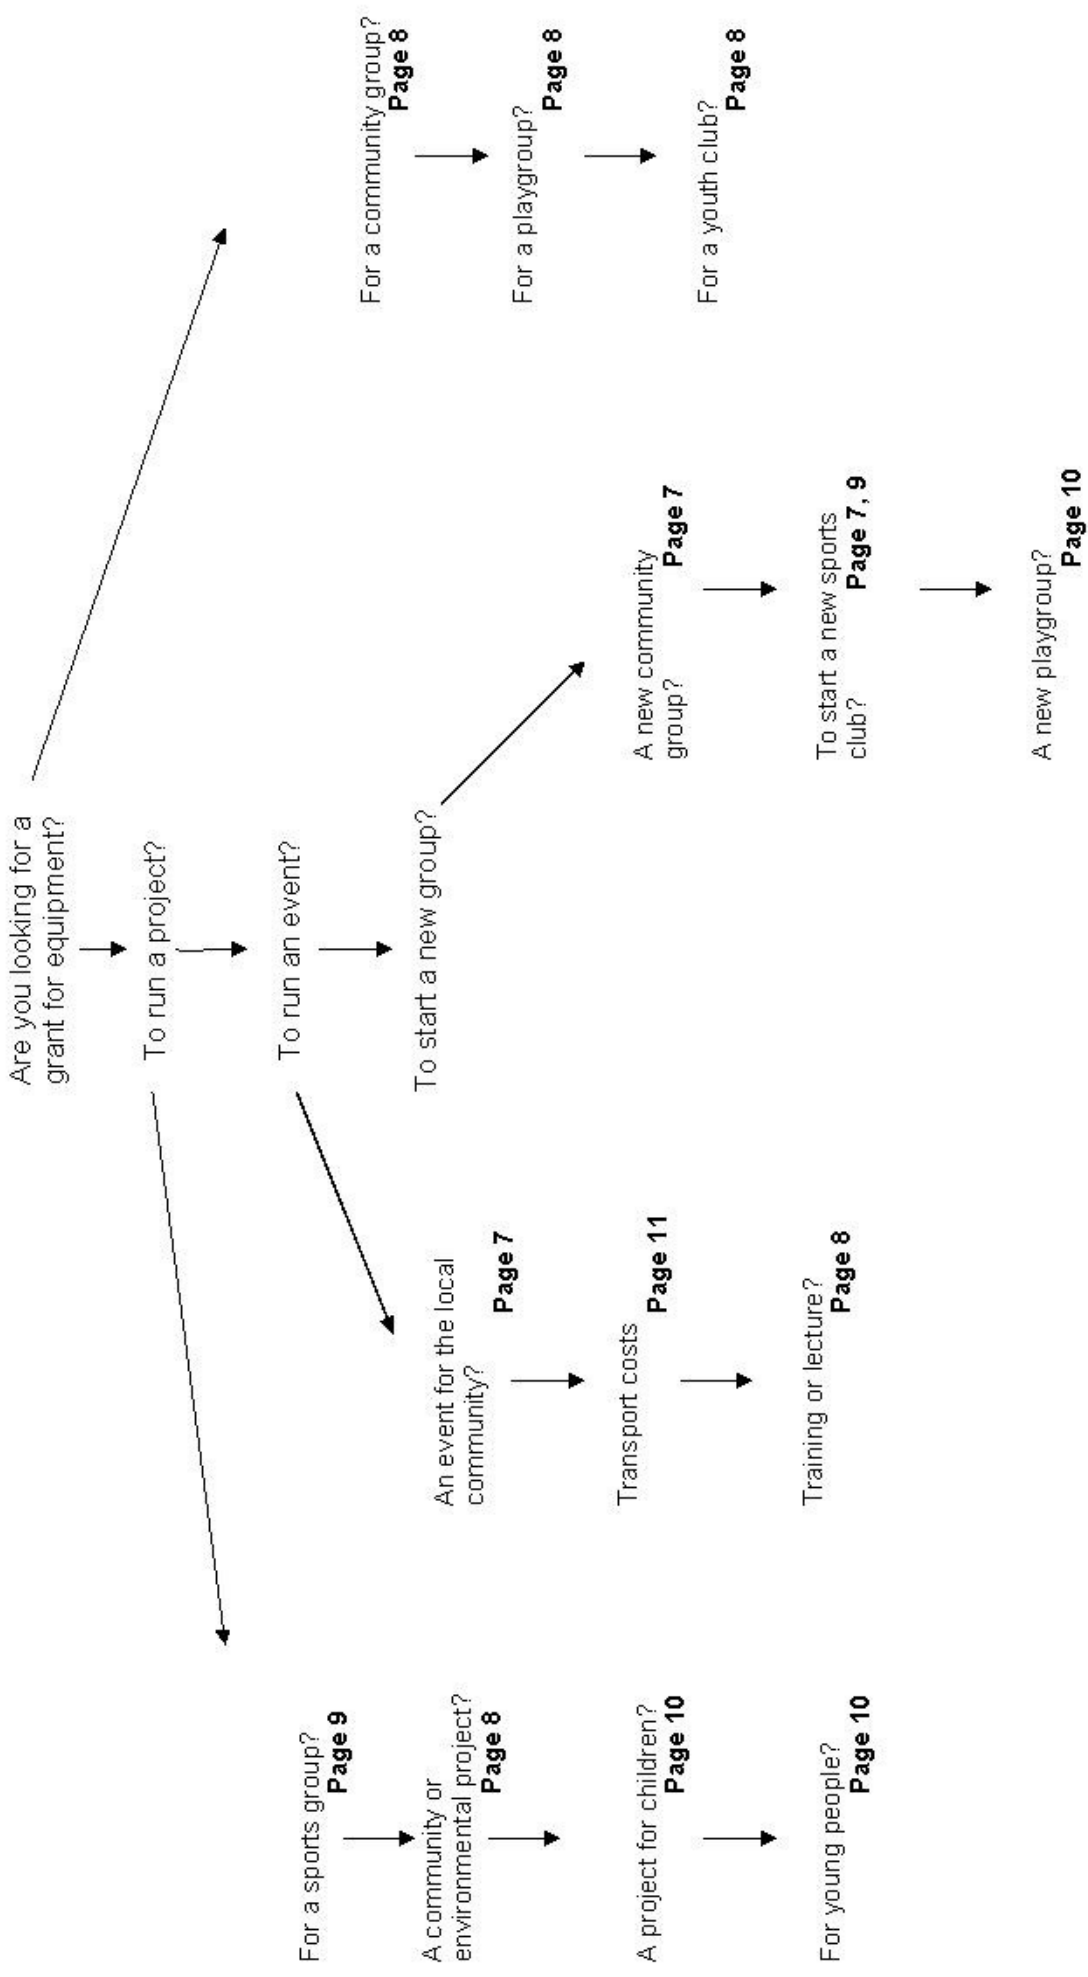 Are you looking for a
grant for equipment?
To run a project?
To run an event?
To start a new group?
For a sports group?
Page 9
A community or
environmental project?
Page 8
A project for children?
Page 10
For young people?
Page 10
An event for the local
community?
Page 7
Transport costs
Page 11
Training or lecture?
Page 8
A new community
group?
Page 7
To start a new sports
club?
Page 7, 9
A new playgroup?
Page 10
For a community group?
Page 8
For a playgroup?
Page 8
For a youth club?
Page 8